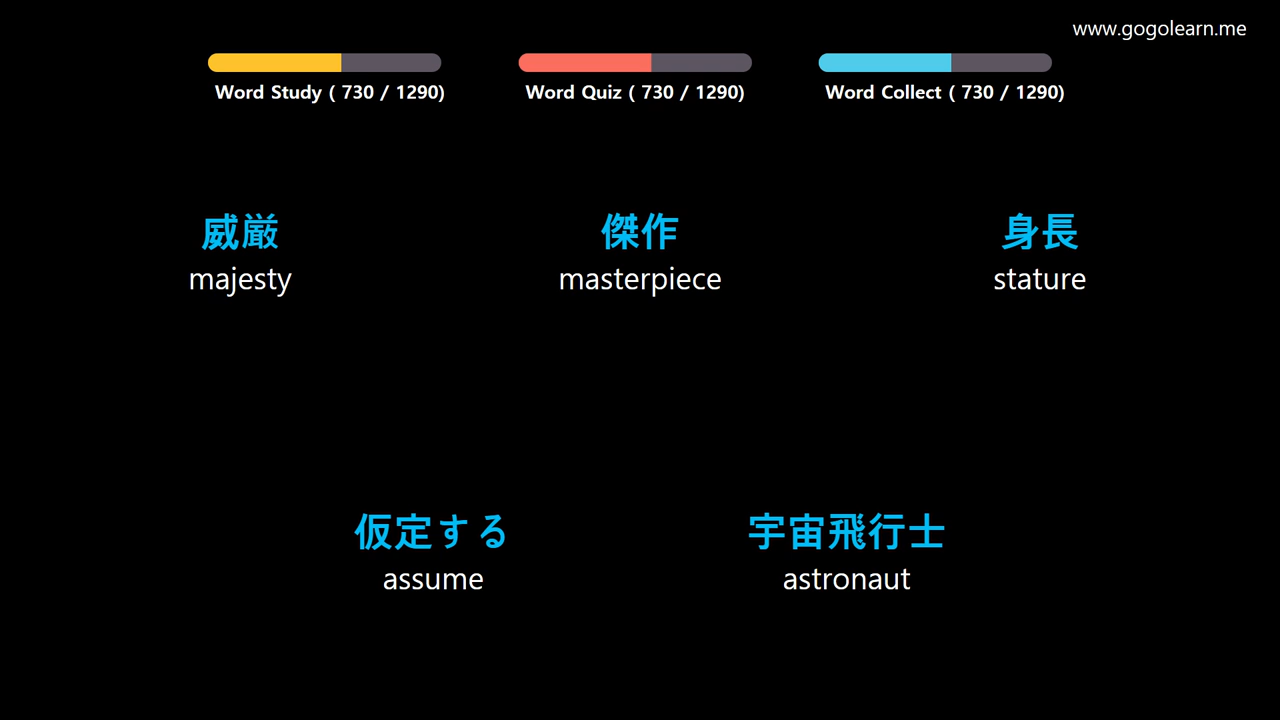 www.gogolearn.me
Word Study ( 730 / 1290)
Word Quiz ( 730 / 1290)
Word Collect ( 730 / 1290)
威厳
majesty
傑作
masterpiece
身長
stature
仮定する
assume
宇宙飛行士
astronaut